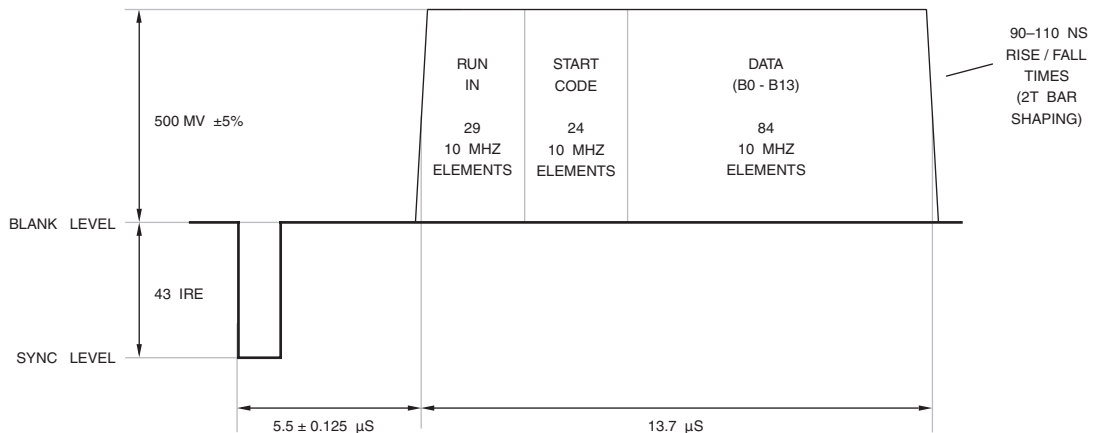 90–110 NS
RISE / FALL
TIMES
(2T BAR
SHAPING)
RUN
IN
29
10 MHZ
ELEMENTS
START
CODE
24
10 MHZ
ELEMENTS
DATA
(B0 - B13)
84
10 MHZ
ELEMENTS
500 MV ±5%
BLANK LEVEL
43 IRE
SYNC LEVEL
5.5 ± 0.125 µS
13.7 µS